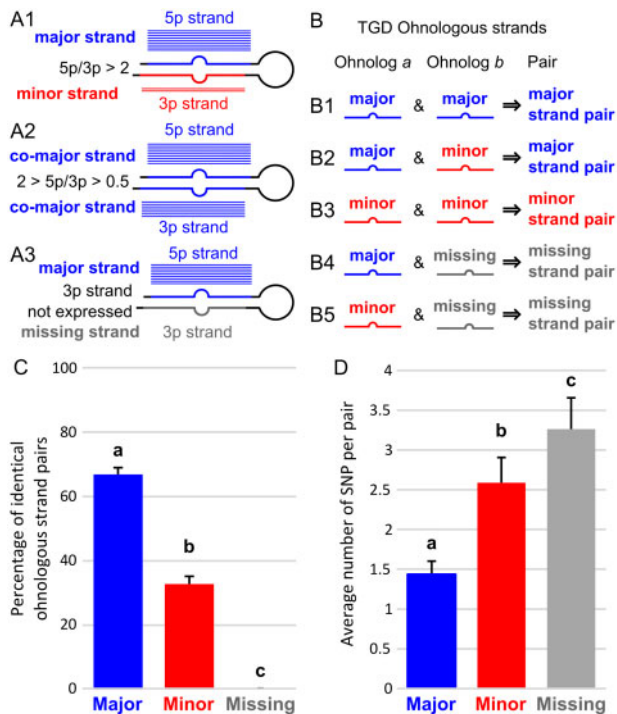 A1
5p strand
major strand
5p/3p > 2
minor strand
3p strand
A2
5p strand
co-major strand
2 > 5p/3p > 0.5
co-major strand
3p strand
A3
5p strand
major strand
3p strand
not expressed
missing strand 3p strand
B TGD Ohnologous strands
Ohnolog a Ohnolog b Pair
B1 major & major ⇒ major
strand pair
B2 major & minor ⇒ major
strand pair
B3 minor & minor ⇒ minor
strand pair
B4 major & missing ⇒ missing
strand pair
B5 minor & missing ⇒ missing
strand pair
C
Percentage of identical
ohnologous strand pairs
100
80
60
40
20
0
a
b
c
Major Minor Missing
D
Average number of SNP per pair
4
3.5
3
2.5
2
1.5
1
0.5
0
a
b
c
Major Minor Missing